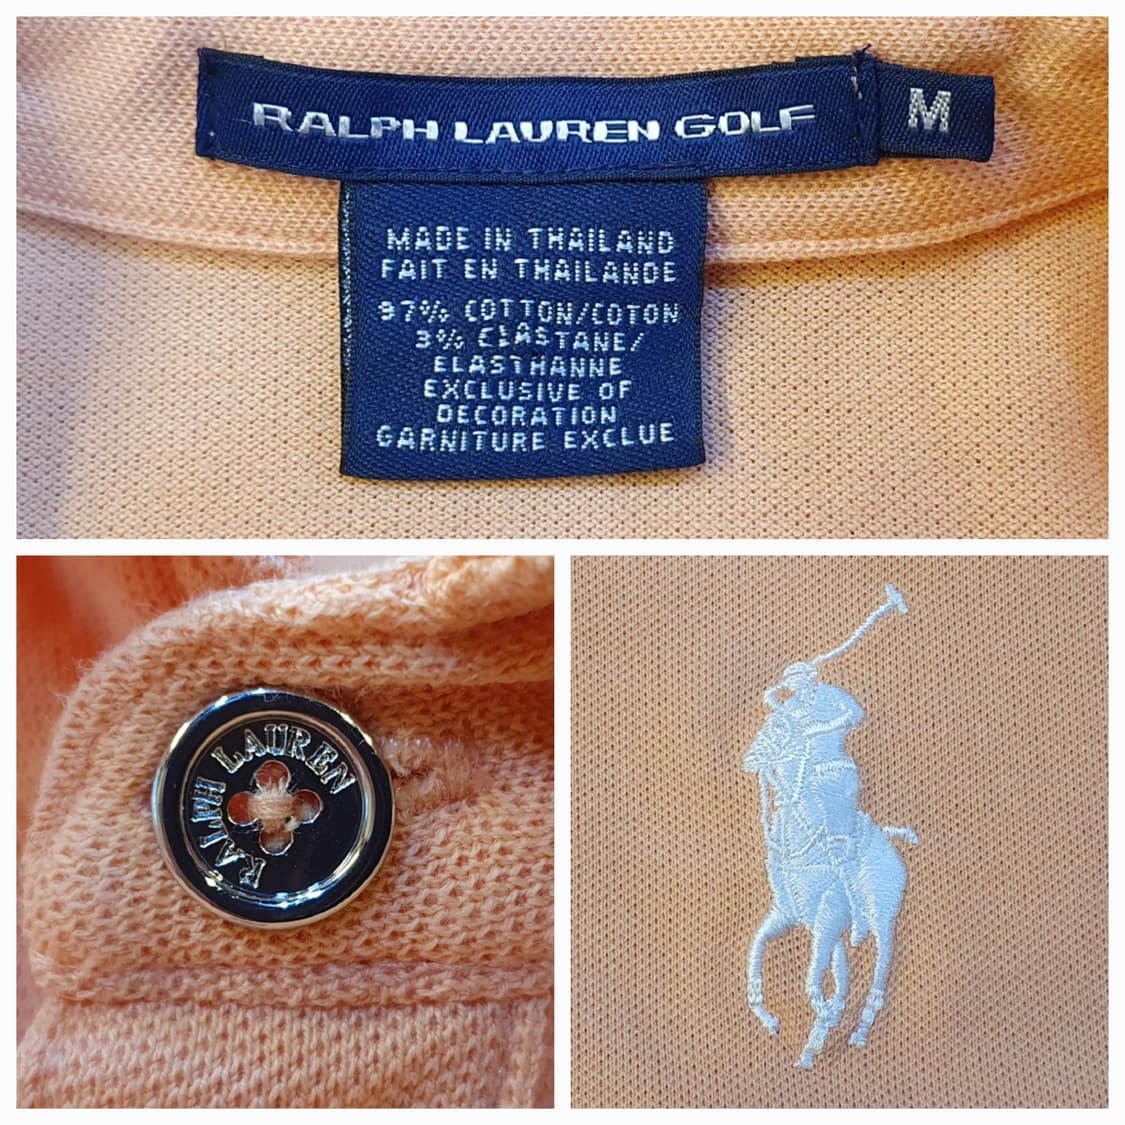 RALPH LAUREN GOLF
M
MADE IN THAILAND
FAIT EN THAILANDE
97% COTTON/COTON
3% ELASTANE/
ELASTHANNE
EXCLUSIVE OF
DECORATION
GARNITURE EXCLUE
RALPH LAUREN